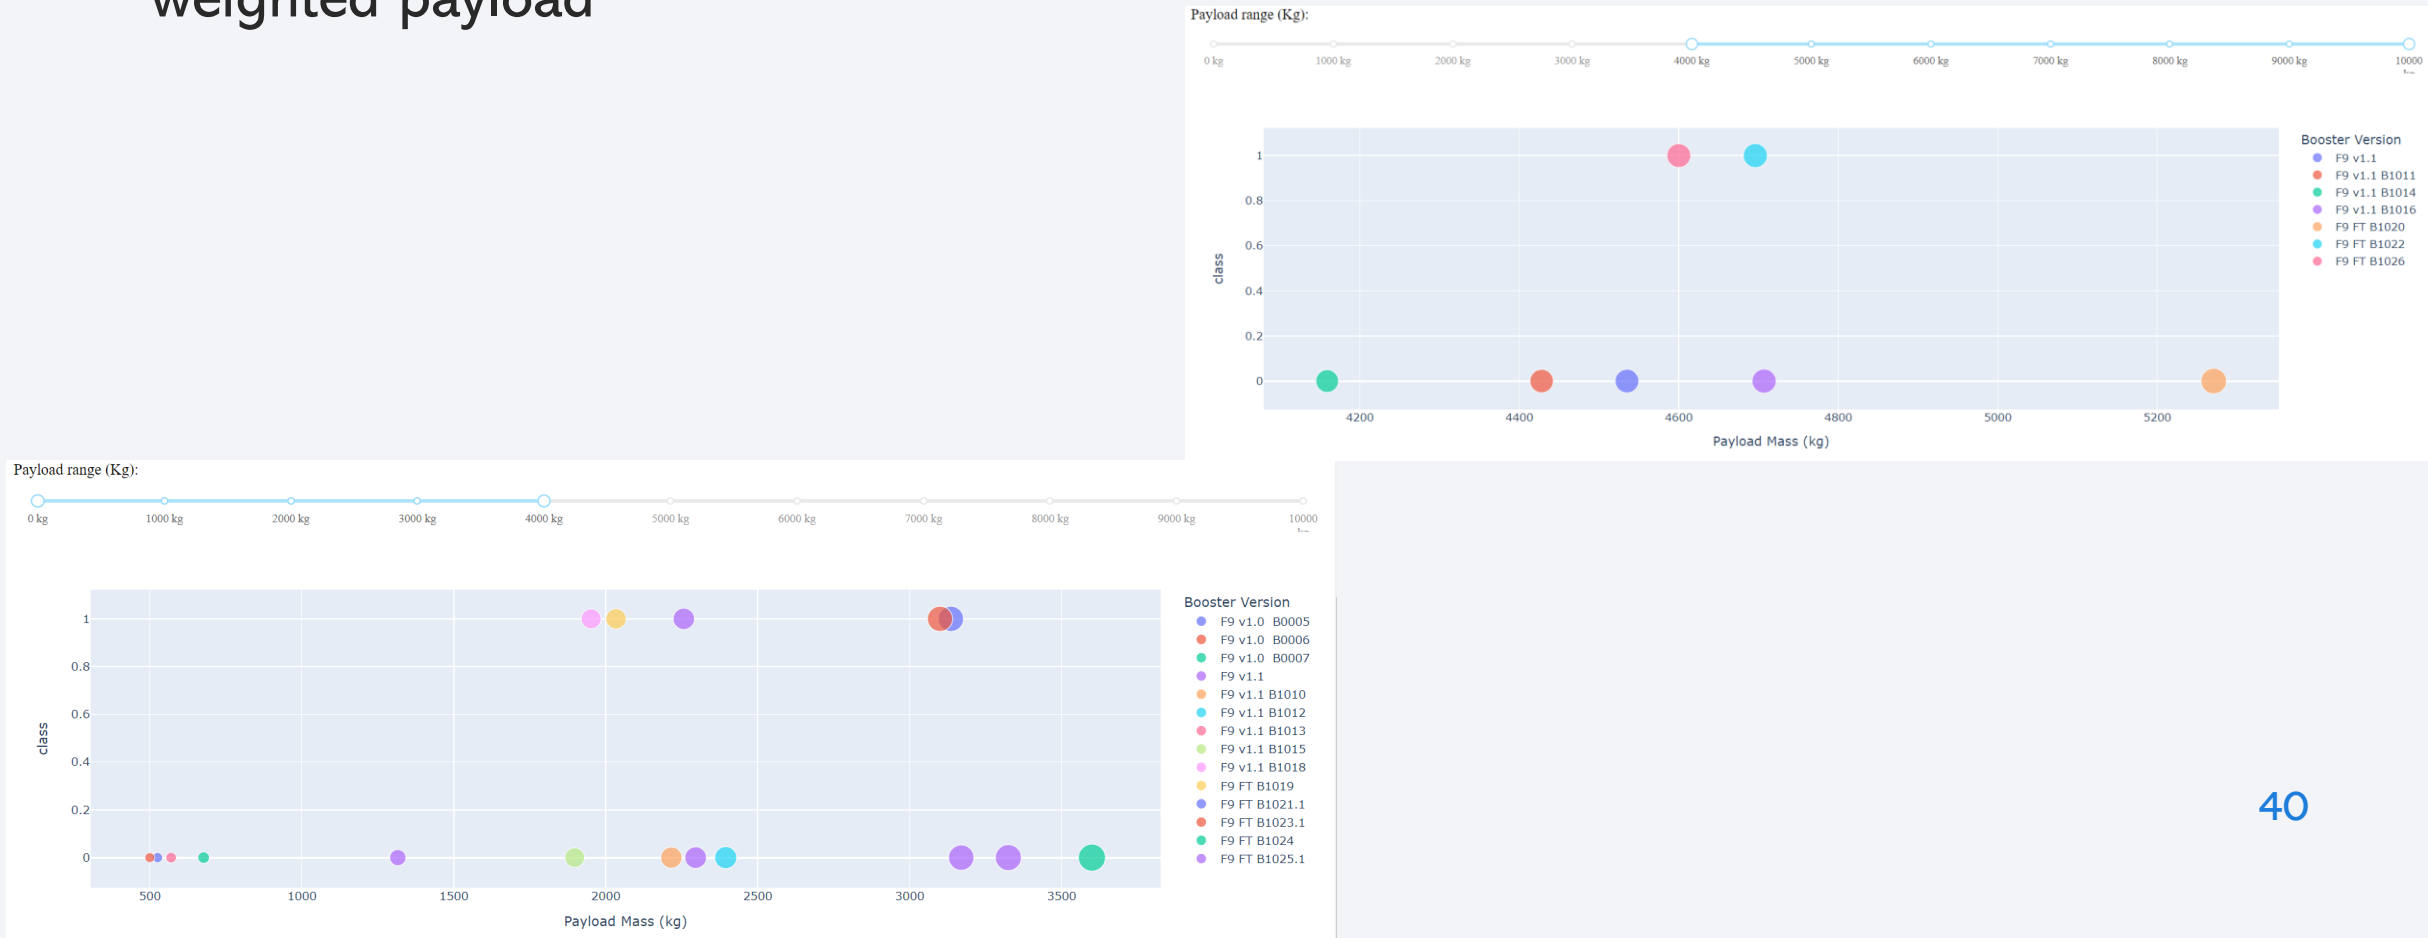 weighted payload
Payload range (Kg):
0 kg 1000 kg 2000 kg 3000 kg 4000 kg 5000 kg 6000 kg 7000 kg 8000 kg 9000 kg 10000
Booster Version
F9 v1.1
F9 v1.1 B1011
F9 v1.1 B1014
F9 v1.1 B1016
F9 FT B1020
F9 FT B1022
F9 FT B1026
1
0.8
0.6
0.4
0.2
0
class
4200 4400 4600 4800 5000 5200
Payload Mass (kg)
Payload range (Kg):
0 kg 1000 kg 2000 kg 3000 kg 4000 kg 5000 kg 6000 kg 7000 kg 8000 kg 9000 kg 10000
Booster Version
F9 v1.0 B0005
F9 v1.0 B0006
F9 v1.0 B0007
F9 v1.1
F9 v1.1 B1010
F9 v1.1 B1012
F9 v1.1 B1013
F9 v1.1 B1015
F9 v1.1 B1018
F9 FT B1019
F9 FT B1021.1
F9 FT B1023.1
F9 FT B1024
F9 FT B1025.1
1
0.8
0.6
0.4
0.2
0
class
500 1000 1500 2000 2500 3000 3500
Payload Mass (kg)
40